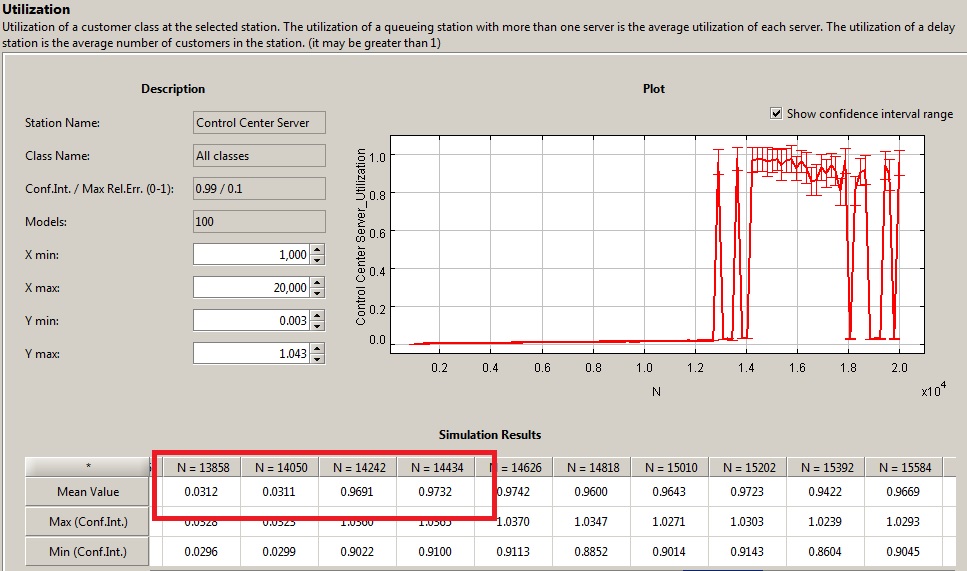 Utilization
Utilization of a customer class at the selected station. The utilization of a queueing station with more than one server is the average utilization of each server. The utilization of a delay
station is the average number of customers in the station. (it may be greater than 1)
Description
Station Name: Control Center Server
Class Name: All classes
Conf.Int. / Max Rel.Err. (0-1): 0.99 / 0.1
Models: 100
X min: 1,000
X max: 20,000
Y min: 0.003
Y max: 1.043
Plot
Show confidence interval range
Control Center Server_Utilization
1.0
0.8
0.6
0.4
0.2
0.0
0.2 0.4 0.6 0.8 1.0 1.2 1.4 1.6 1.8 2.0
x10^4
N
Simulation Results
* N = 13858 N = 14050 N = 14242 N = 14434 N = 14626 N = 14818 N = 15010 N = 15202 N = 15392 N = 15584
Mean Value 0.0312 0.0311 0.9691 0.9732 0.9742 0.9600 0.9643 0.9723 0.9422 0.9669
Max (Conf.Int.) 1.0370 1.0347 1.0271 1.0303 1.0239 1.0293
Min (Conf.Int.) 0.0296 0.0299 0.9022 0.9100 0.9113 0.8852 0.9014 0.9143 0.8604 0.9045